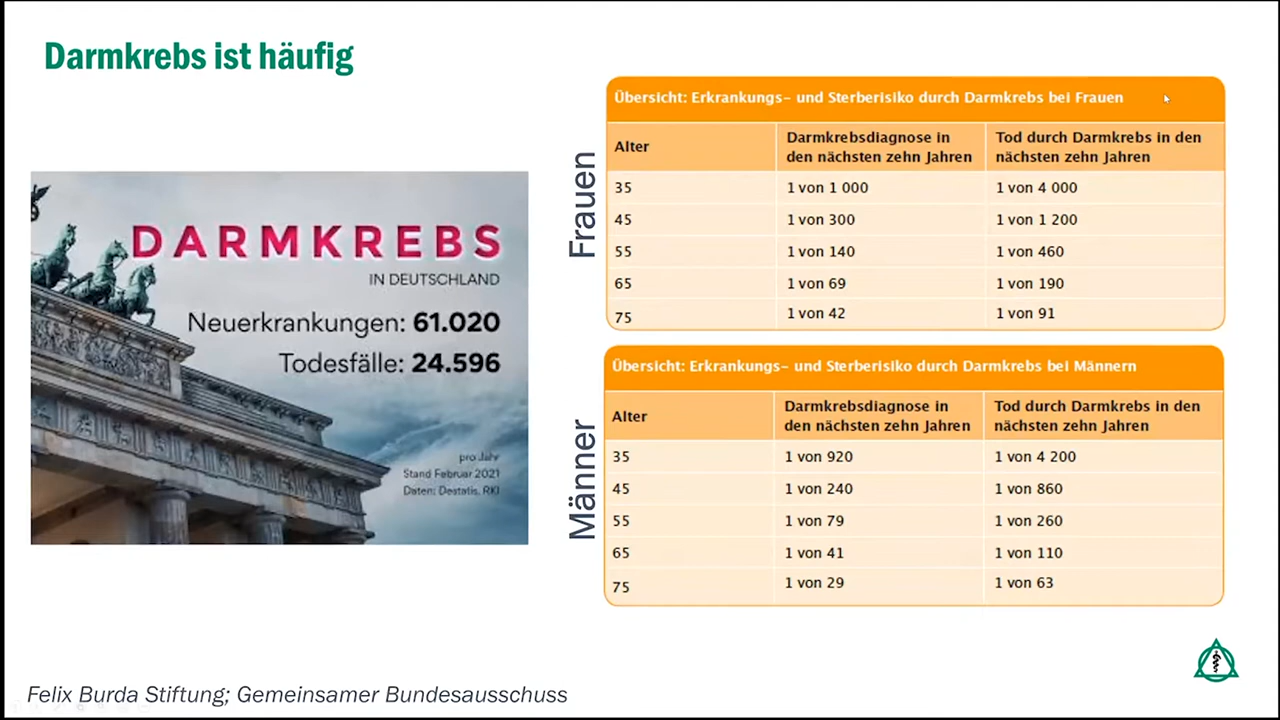 Darmkrebs ist häufig
DARMKREBS
IN DEUTSCHLAND
Neuerkrankungen: 61.020
Todesfälle: 24.596
pro Jahr
Stand Februar 2021
Daten: Destatis, RKI
Frauen
Übersicht: Erkrankungs- und Sterberisiko durch Darmkrebs bei Frauen
Alter
Darmkrebsdiagnose in
den nächsten zehn Jahren
Tod durch Darmkrebs in den
nächsten zehn Jahren
35 1 von 1 000 1 von 4 000
45 1 von 300 1 von 1 200
55 1 von 140 1 von 460
65 1 von 69 1 von 190
75 1 von 42 1 von 91
Männer
Übersicht: Erkrankungs- und Sterberisiko durch Darmkrebs bei Männern
Alter
Darmkrebsdiagnose in
den nächsten zehn Jahren
Tod durch Darmkrebs in den
nächsten zehn Jahren
35 1 von 920 1 von 4 200
45 1 von 240 1 von 860
55 1 von 79 1 von 260
65 1 von 41 1 von 110
75 1 von 29 1 von 63
Felix Burda Stiftung; Gemeinsamer Bundesausschuss